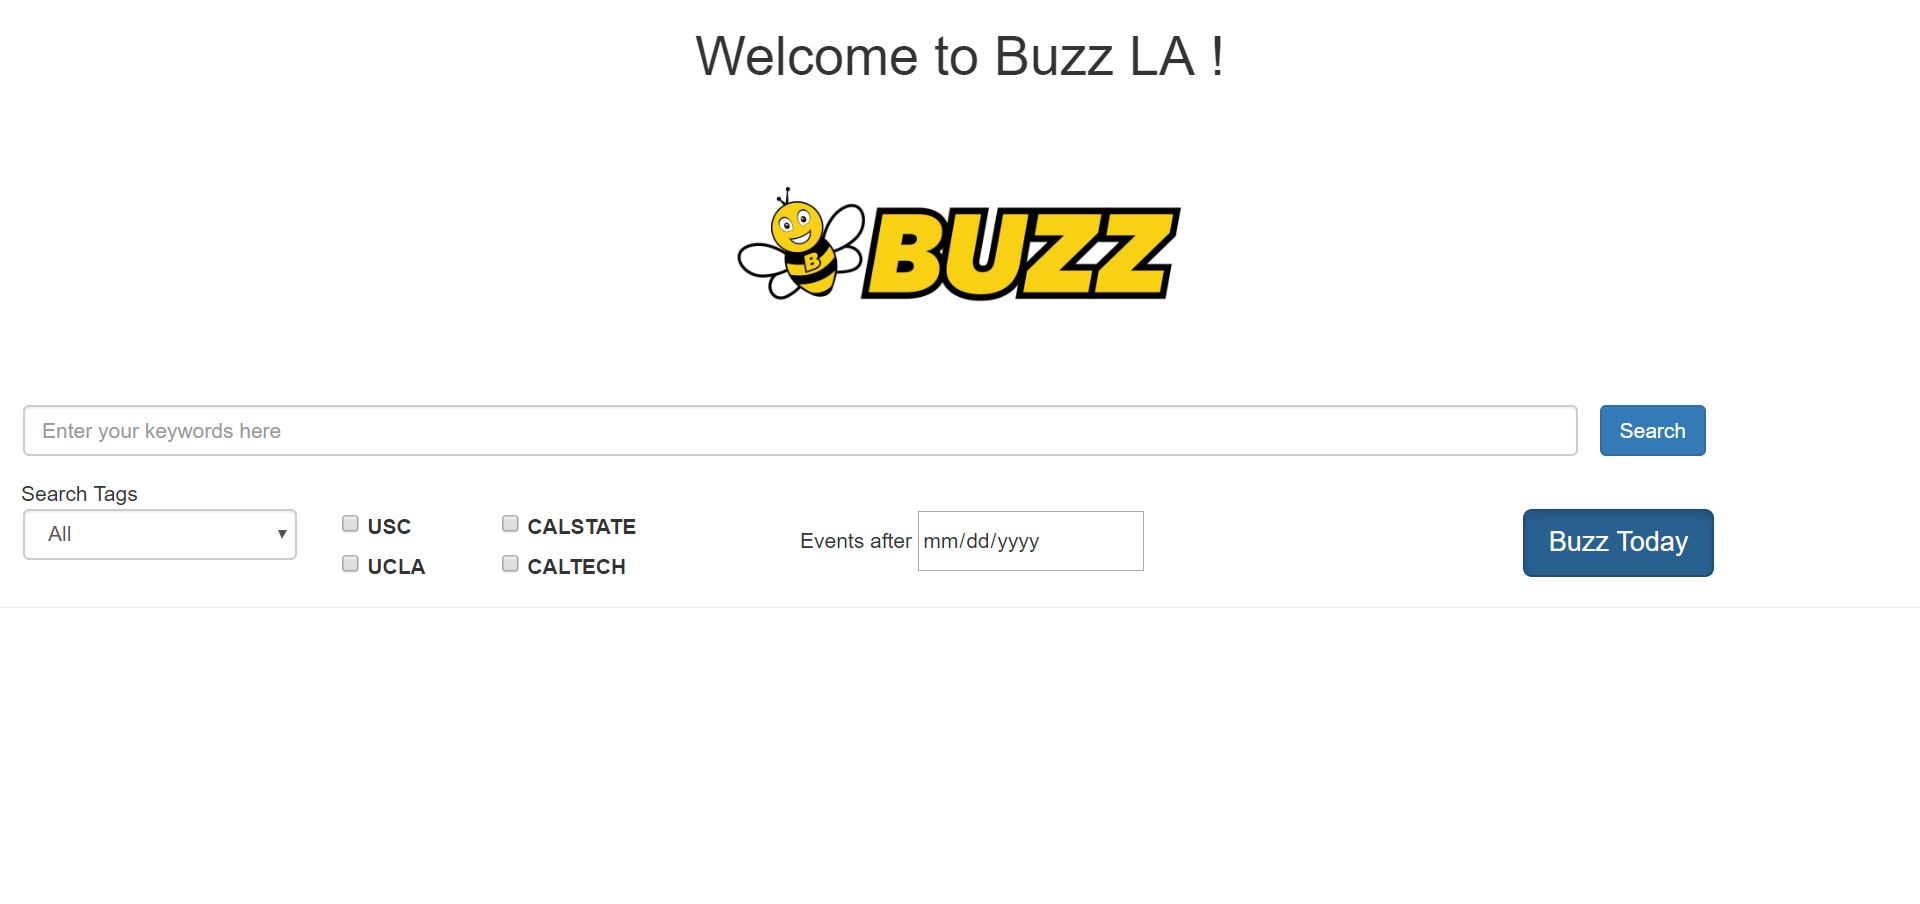 Welcome to Buzz LA !
B
BUZZ
Enter your keywords here
Search
Search Tags
All
USC
CALSTATE
UCLA
CALTECH
Events after mm/dd/yyyy
Buzz Today